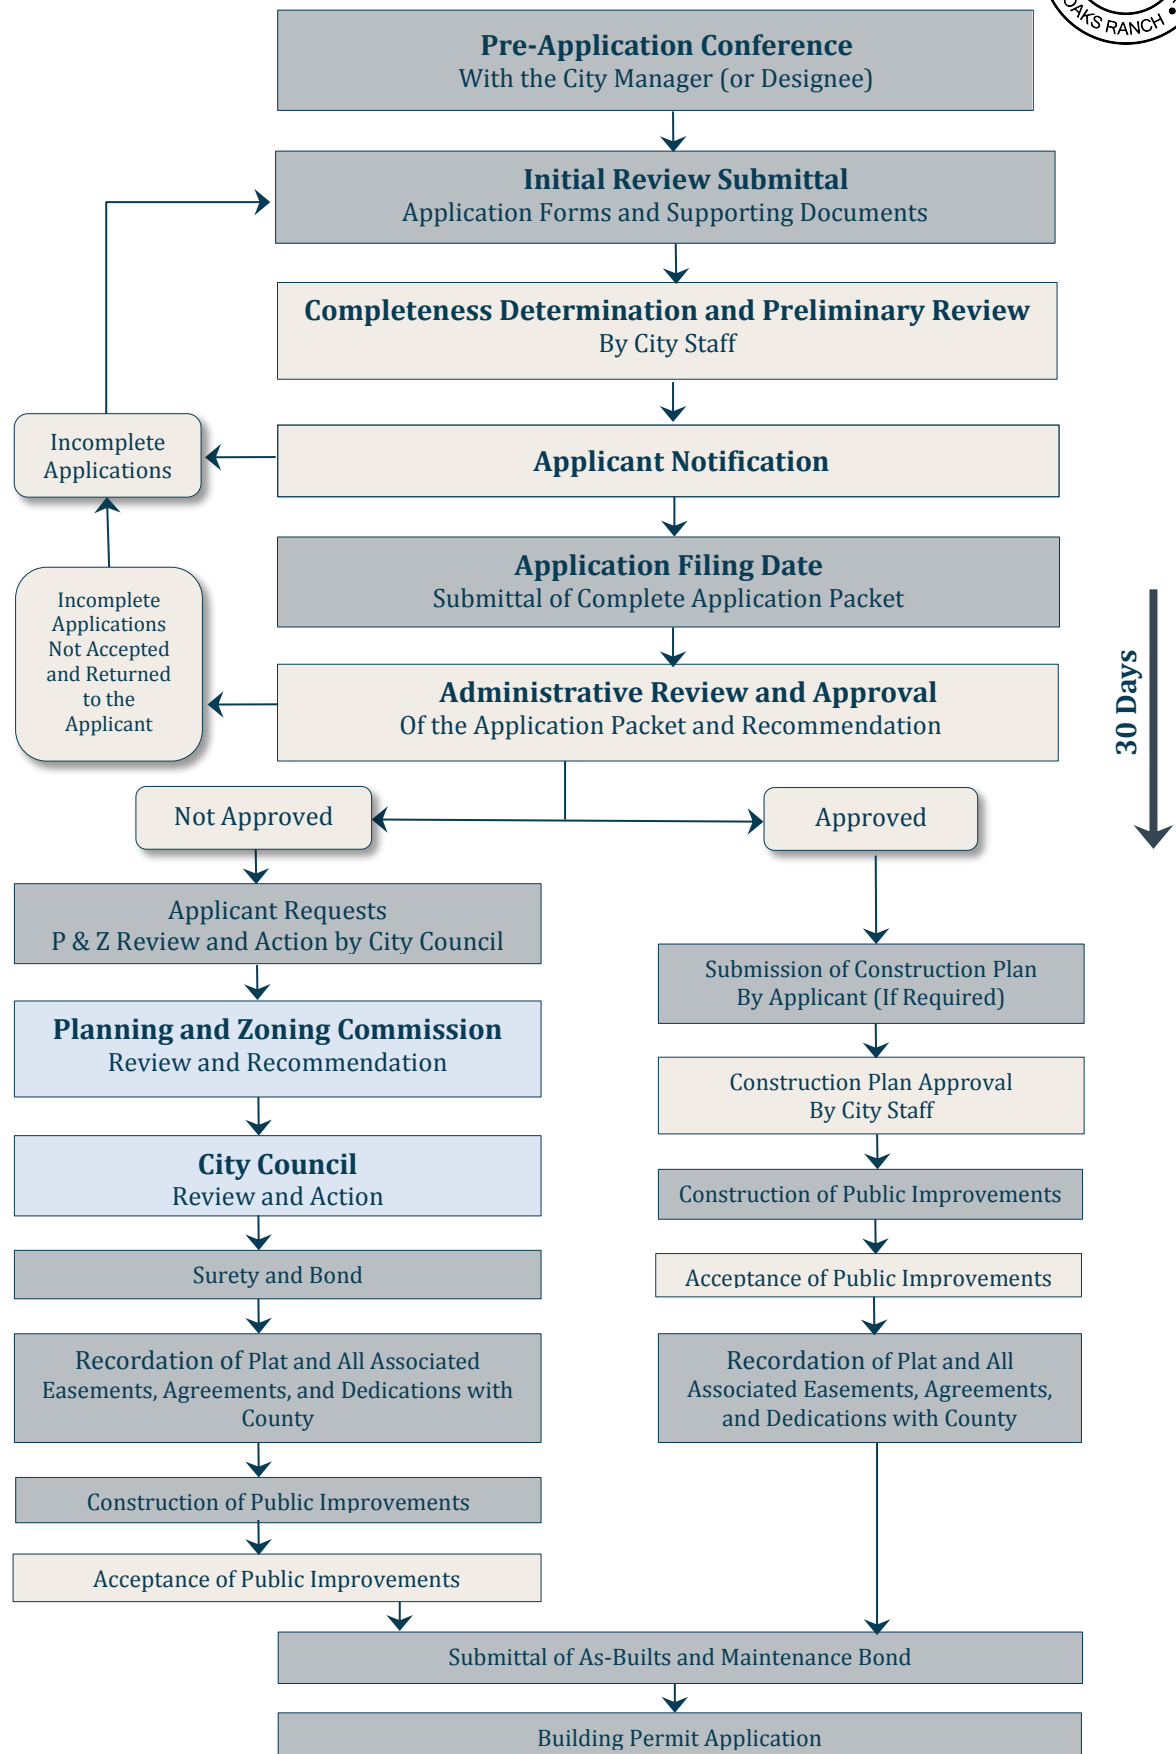 OAKS RANCH
Pre-Application Conference
With the City Manager (or Designee)
Initial Review Submittal
Application Forms and Supporting Documents
Completeness Determination and Preliminary Review
By City Staff
Incomplete
Applications
Applicant Notification
Application Filing Date
Submittal of Complete Application Packet
Incomplete
Applications
Not Accepted
and Returned
to the
Applicant
Administrative Review and Approval
Of the Application Packet and Recommendation
30 Days
Not Approved
Approved
Applicant Requests
P & Z Review and Action by City Council
Planning and Zoning Commission
Review and Recommendation
City Council
Review and Action
Surety and Bond
Recordation of Plat and All Associated
Easements, Agreements, and Dedications with
County
Construction of Public Improvements
Acceptance of Public Improvements
Submission of Construction Plan
By Applicant (If Required)
Construction Plan Approval
By City Staff
Construction of Public Improvements
Acceptance of Public Improvements
Recordation of Plat and All
Associated Easements, Agreements,
and Dedications with County
Submittal of As-Builts and Maintenance Bond
Building Permit Application